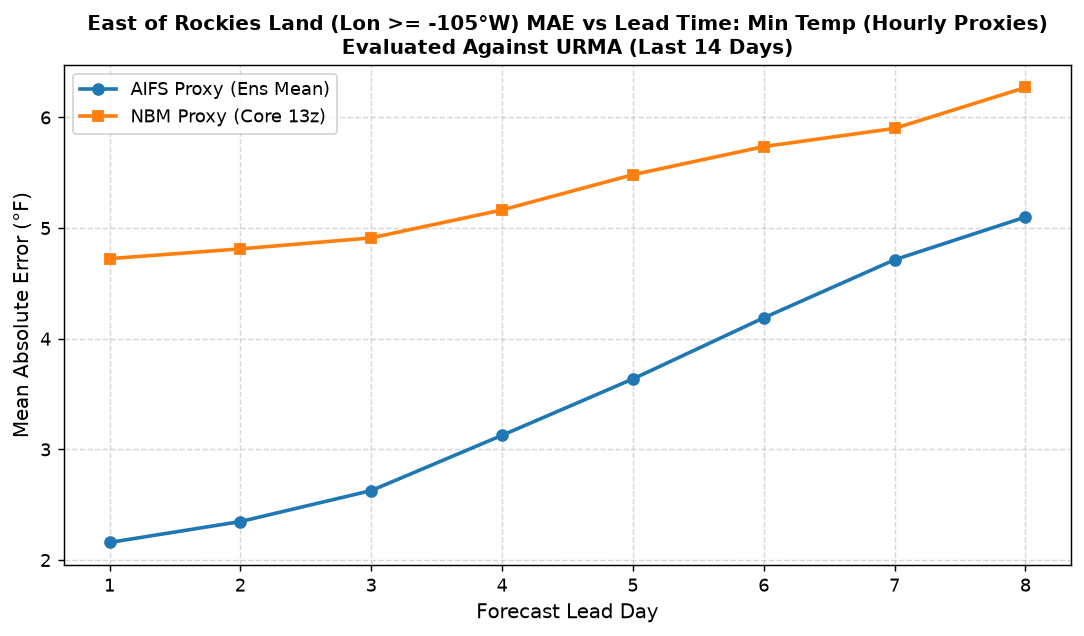 East of Rockies Land (Lon >= -105°W) MAE vs Lead Time: Min Temp (Hourly Proxies)
Evaluated Against URMA (Last 14 Days)
AIFS Proxy (Ens Mean)
NBM Proxy (Core 13z)
Mean Absolute Error (°F)
6
5
4
3
2
1 2 3 4 5 6 7 8
Forecast Lead Day